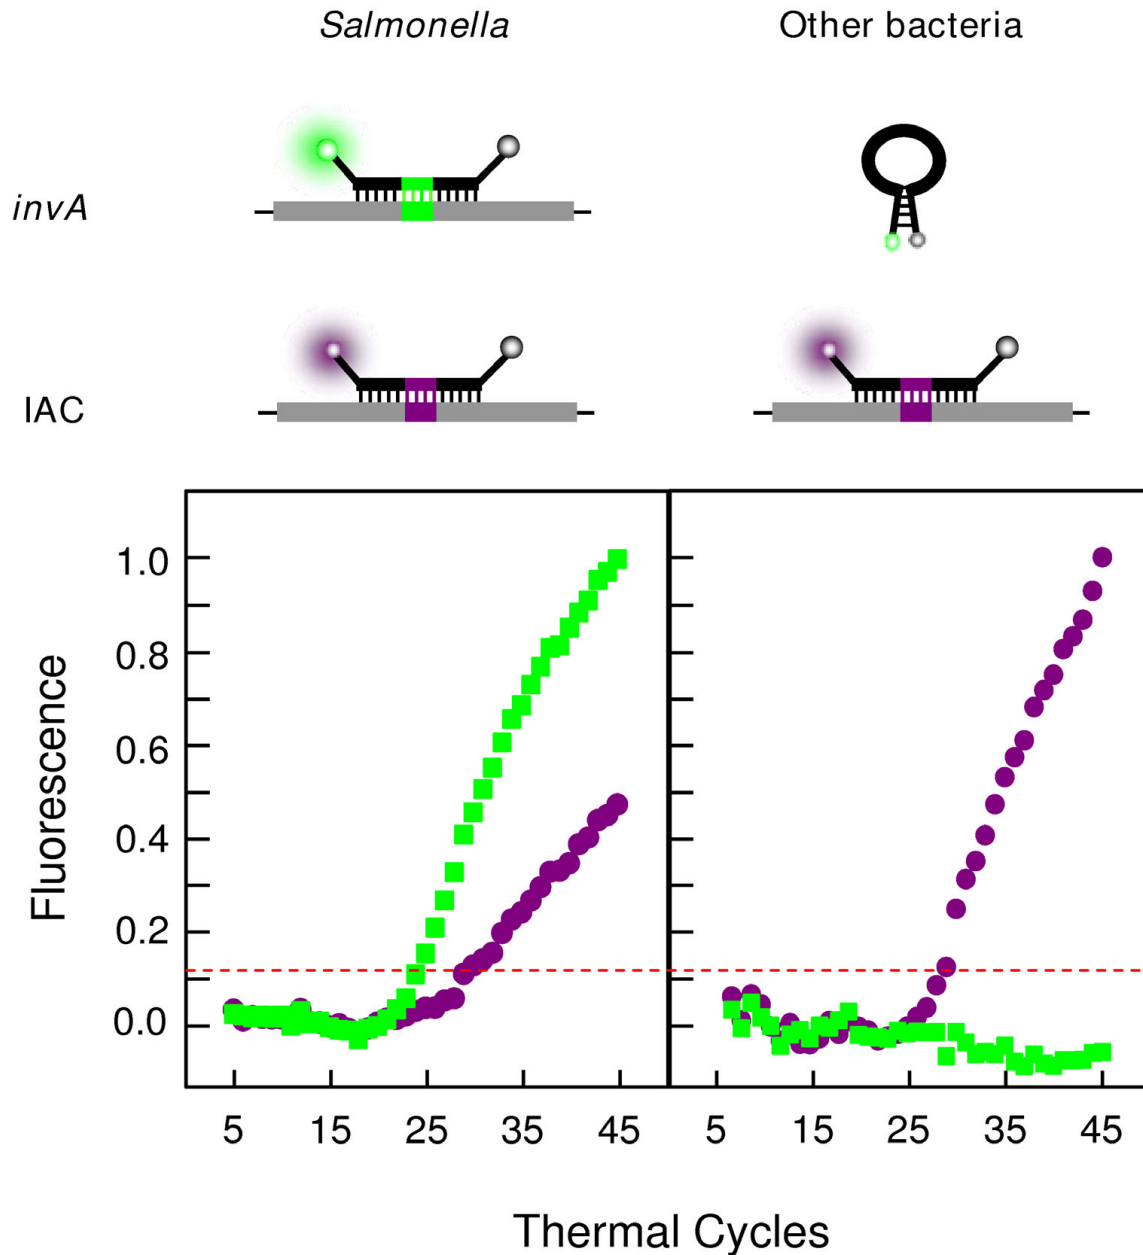 Salmonella Other bacteria
invA
IAC
1.0
0.8
0.6
0.4
0.2
0.0
Fluorescence
5 15 25 35 45 5 15 25 35 45
Thermal Cycles